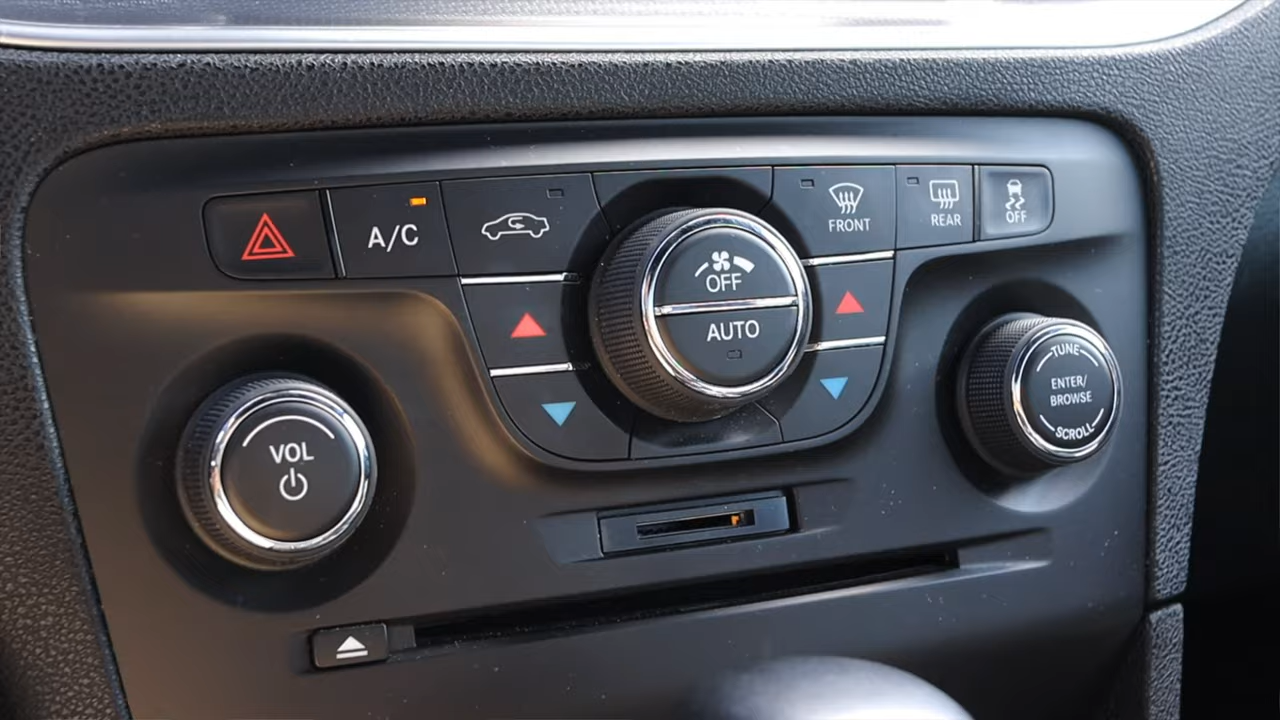 A/C
FRONT
REAR
OFF
OFF
AUTO
VOL
TUNE
ENTER/
BROWSE
SCROLL